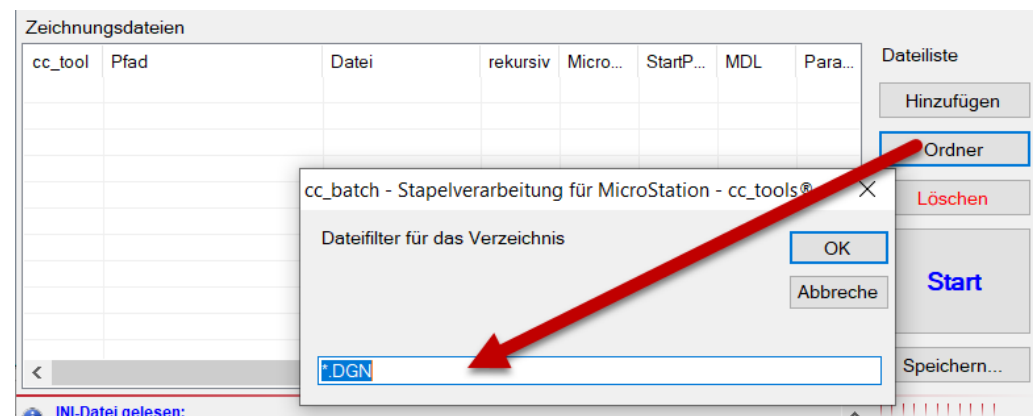 Zeichnungsdateien
cc_tool Pfad Datei rekursiv Micro... StartP... MDL Para...
Dateiliste
Hinzufügen
Ordner
Löschen
Start
Speichern...
cc_batch - Stapelverarbeitung für MicroStation - cc_tools®
Dateifilter für das Verzeichnis
OK
Abbreche
*.DGN
INI-Datei gelesen: